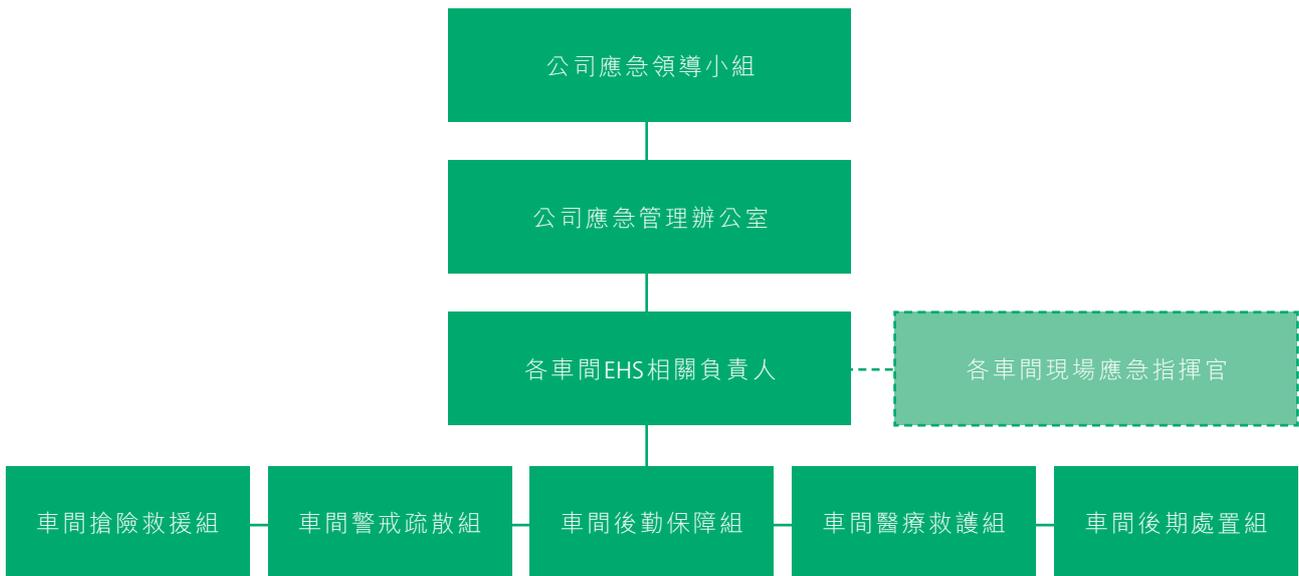 公司應急領導小組
公司應急管理辦公室
各車間EHS相關負責人
各車間現場應急指揮官
車間搶險救援組
車間警戒疏散組
車間後勤保障組
車間醫療救護組
車間後期處置組